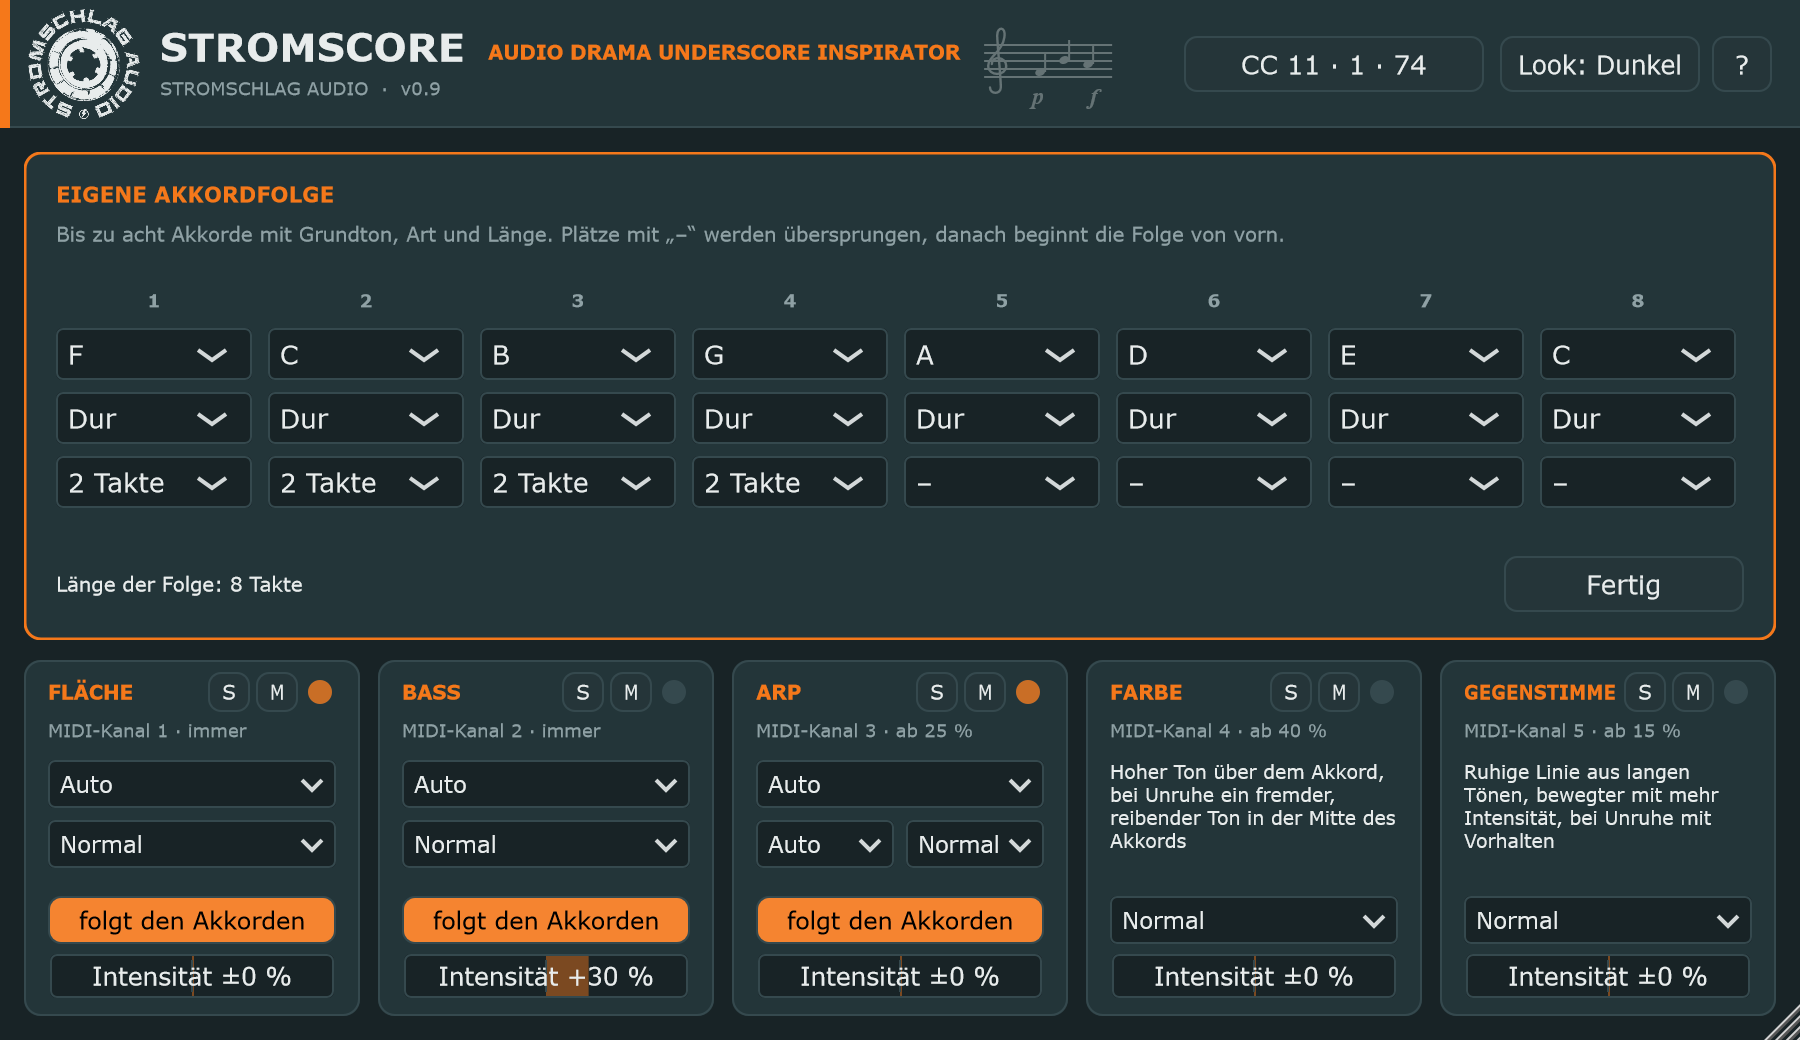 STROMSCHLAG AUDIO
STROMSCORE
AUDIO DRAMA UNDERSCORE INSPIRATOR
STROMSCHLAG AUDIO · v0.9
p f
CC 11 · 1 · 74
Look: Dunkel
?
EIGENE AKKORDFOLGE
Bis zu acht Akkorde mit Grundton, Art und Länge. Plätze mit „–“ werden übersprungen, danach beginnt die Folge von vorn.
1 2 3 4 5 6 7 8
F C B G A D E C
Dur Dur Dur Dur Dur Dur Dur Dur
2 Takte 2 Takte 2 Takte 2 Takte – – – –
Länge der Folge: 8 Takte
Fertig
FLÄCHE S M
MIDI-Kanal 1 · immer
Auto
Normal
folgt den Akkorden
Intensität ±0 %
BASS S M
MIDI-Kanal 2 · immer
Auto
Normal
folgt den Akkorden
Intensität +30 %
ARP S M
MIDI-Kanal 3 · ab 25 %
Auto
Auto Normal
folgt den Akkorden
Intensität ±0 %
FARBE S M
MIDI-Kanal 4 · ab 40 %
Hoher Ton über dem Akkord,
bei Unruhe ein fremder,
reibender Ton in der Mitte des
Akkords
Normal
Intensität ±0 %
GEGENSTIMME S M
MIDI-Kanal 5 · ab 15 %
Ruhige Linie aus langen
Tönen, bewegter mit mehr
Intensität, bei Unruhe mit
Vorhalten
Normal
Intensität ±0 %